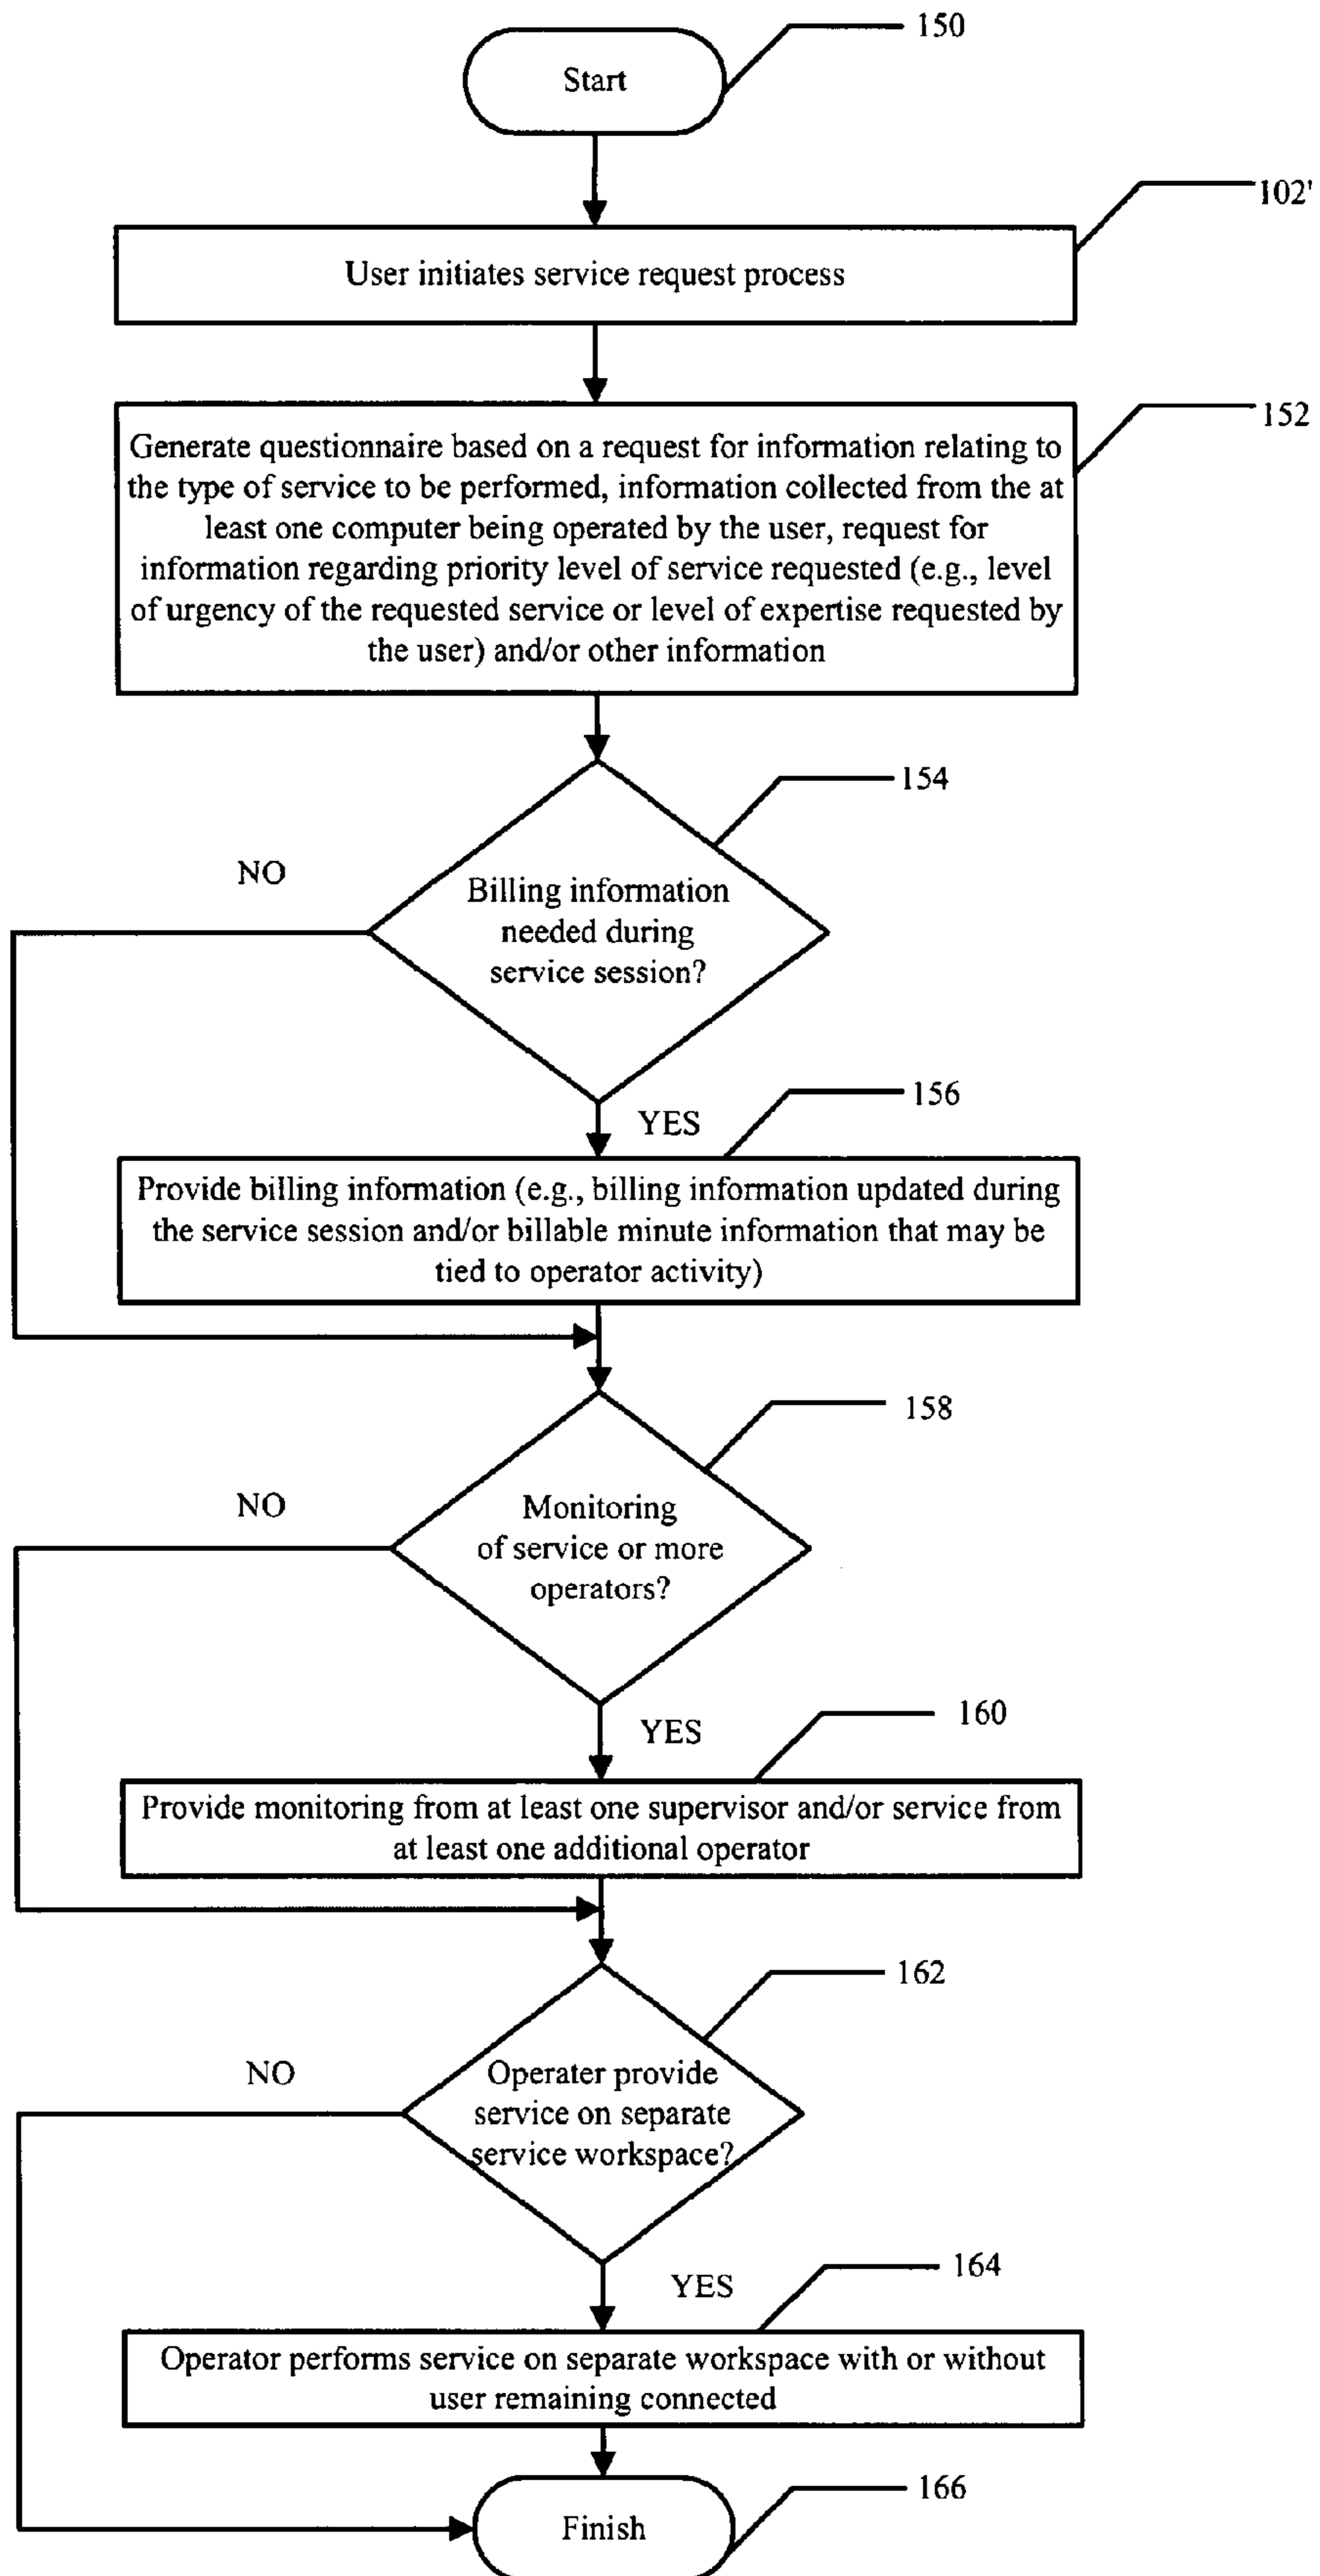 150
Start
102'
User initiates service request process
152
Generate questionnaire based on a request for information relating to
the type of service to be performed, information collected from the at
least one computer being operated by the user, request for
information regarding priority level of service requested (e.g., level
of urgency of the requested service or level of expertise requested by
the user) and/or other information
154
NO
Billing information
needed during
service session?
156
YES
Provide billing information (e.g., billing information updated during
the service session and/or billable minute information that may be
tied to operator activity)
158
NO
Monitoring
of service or more
operators?
160
YES
Provide monitoring from at least one supervisor and/or service from
at least one additional operator
162
NO
Operater provide
service on separate
service workspace?
164
YES
Operator performs service on separate workspace with or without
user remaining connected
166
Finish